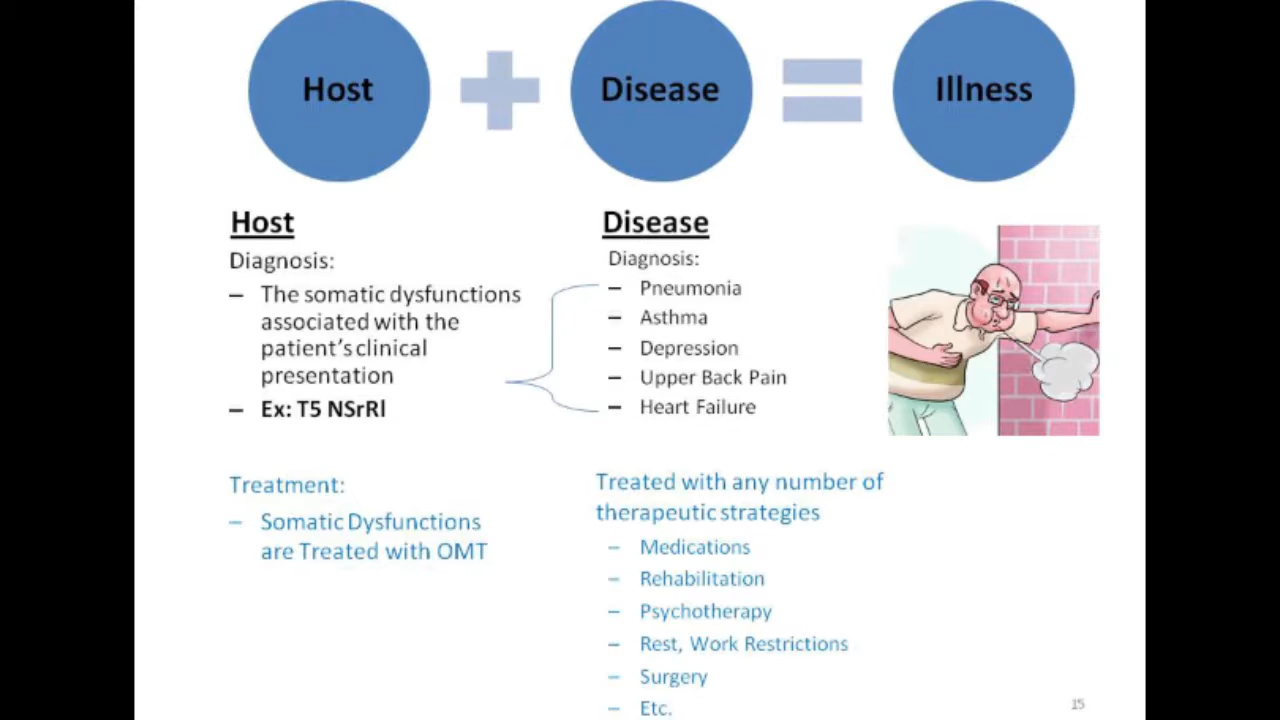 Host
Disease
Illness
Host
Diagnosis:
– The somatic dysfunctions
associated with the
patient's clinical
presentation
– Ex: T5 NSrRl
Treatment:
– Somatic Dysfunctions
are Treated with OMT
Disease
Diagnosis:
– Pneumonia
– Asthma
– Depression
– Upper Back Pain
– Heart Failure
Treated with any number of
therapeutic strategies
– Medications
– Rehabilitation
– Psychotherapy
– Rest, Work Restrictions
– Surgery
– Etc.
15